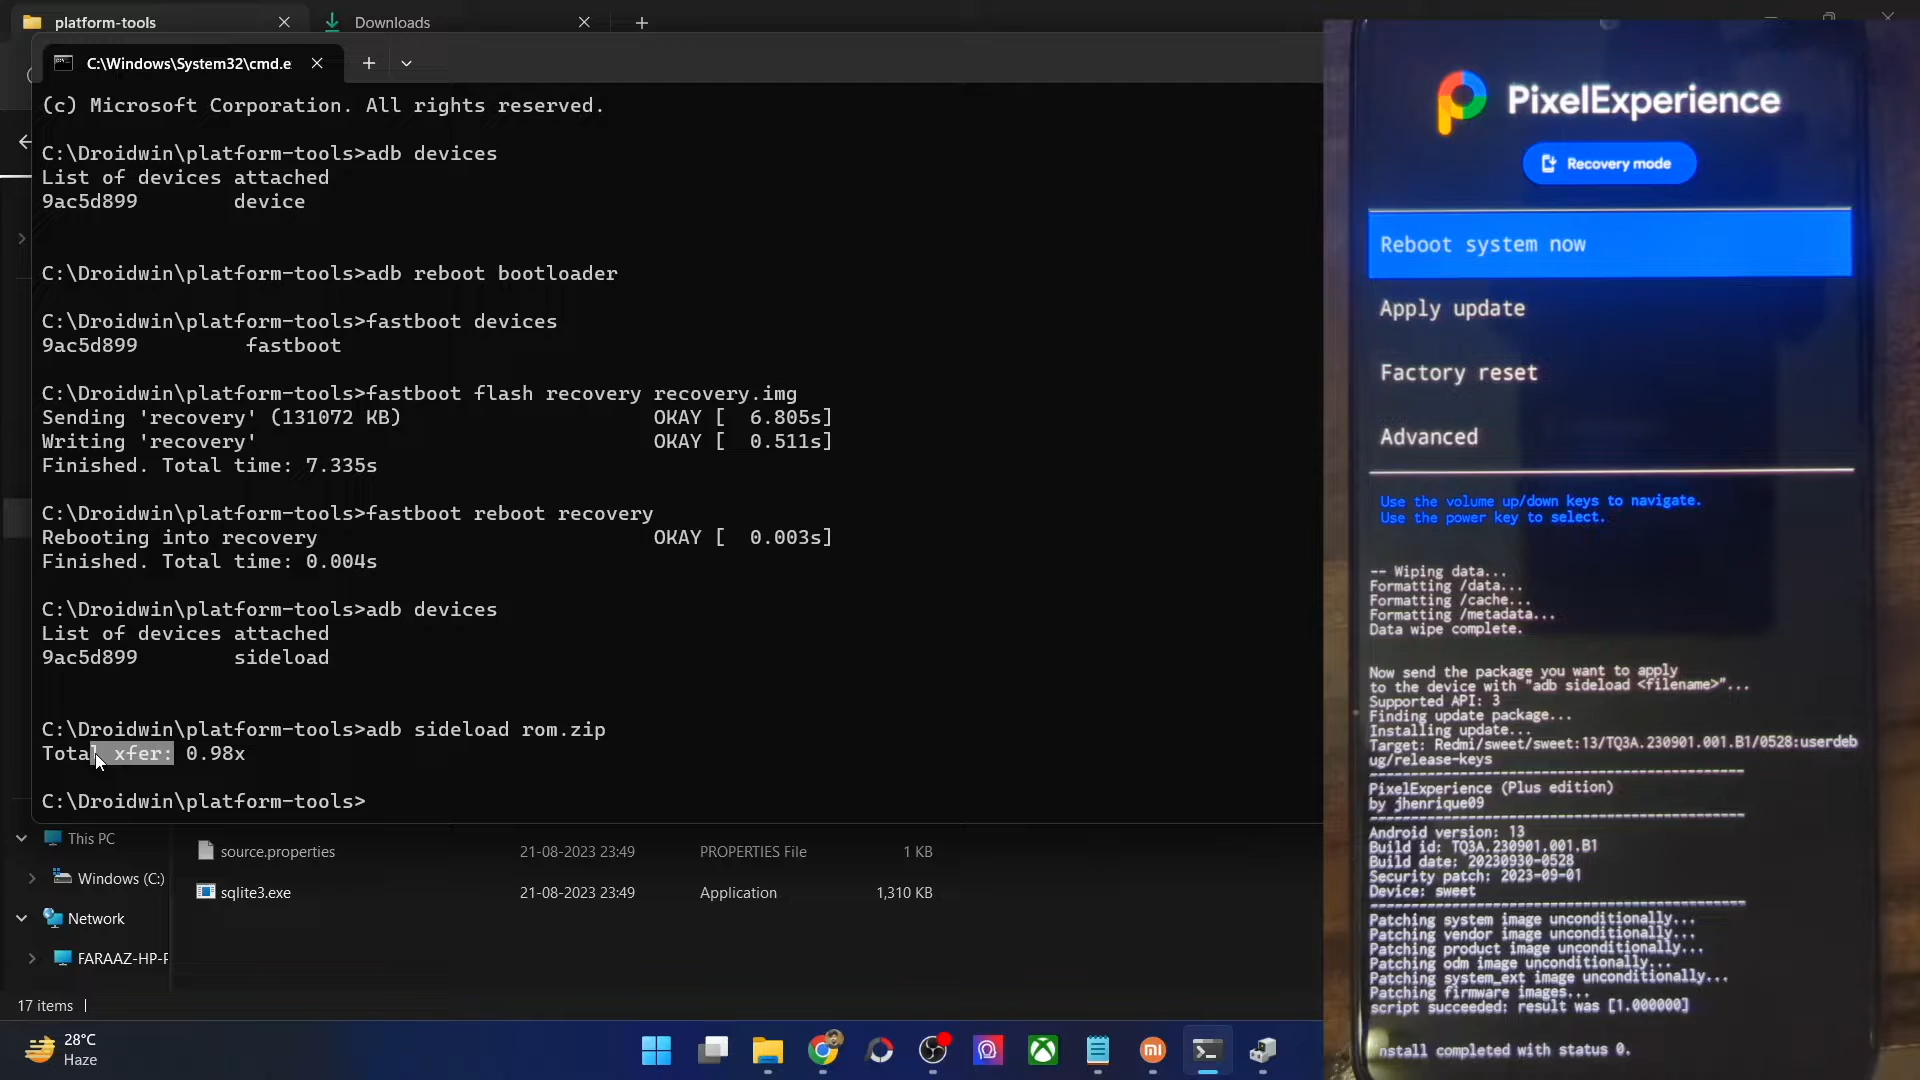 platform-tools
Downloads
C:\Windows\System32\cmd.e
(c) Microsoft Corporation. All rights reserved.
C:\Droidwin\platform-tools>adb devices
List of devices attached
9ac5d899 device
C:\Droidwin\platform-tools>adb reboot bootloader
C:\Droidwin\platform-tools>fastboot devices
9ac5d899 fastboot
C:\Droidwin\platform-tools>fastboot flash recovery recovery.img
Sending 'recovery' (131072 KB) OKAY [ 6.805s]
Writing 'recovery' OKAY [ 0.511s]
Finished. Total time: 7.335s
C:\Droidwin\platform-tools>fastboot reboot recovery
Rebooting into recovery OKAY [ 0.003s]
Finished. Total time: 0.004s
C:\Droidwin\platform-tools>adb devices
List of devices attached
9ac5d899 sideload
C:\Droidwin\platform-tools>adb sideload rom.zip
Total xfer: 0.98x
C:\Droidwin\platform-tools>
This PC
Windows (C:)
Network
FARAAZ-HP-F
source.properties 21-08-2023 23:49 PROPERTIES File 1 KB
sqlite3.exe 21-08-2023 23:49 Application 1,310 KB
17 items
28°C
Haze
mi
PixelExperience
Recovery mode
Reboot system now
Apply update
Factory reset
Advanced
Use the volume up/down keys to navigate.
Use the power key to select.
-- Wiping data...
Formatting /data...
Formatting /cache...
Formatting /metadata...
Data wipe complete.
Now send the package you want to apply
to the device with "adb sideload <filename>"...
Supported API: 3
Finding update package...
Installing update...
Target: Redmi/sweet/sweet:13/TQ3A.230901.001.B1/0528:userdeb
ug/release-keys
----------------------------------------------
PixelExperience (Plus edition)
by jhenrique09
----------------------------------------------
Android version: 13
Build id: TQ3A.230901.001.B1
Build date: 20230930-0528
Security patch: 2023-09-01
Device: sweet
----------------------------------------------
Patching system image unconditionally...
Patching vendor image unconditionally...
Patching product image unconditionally...
Patching odm image unconditionally...
Patching system_ext image unconditionally...
Patching firmware images...
script succeeded: result was [1.000000]
nstall completed with status 0.